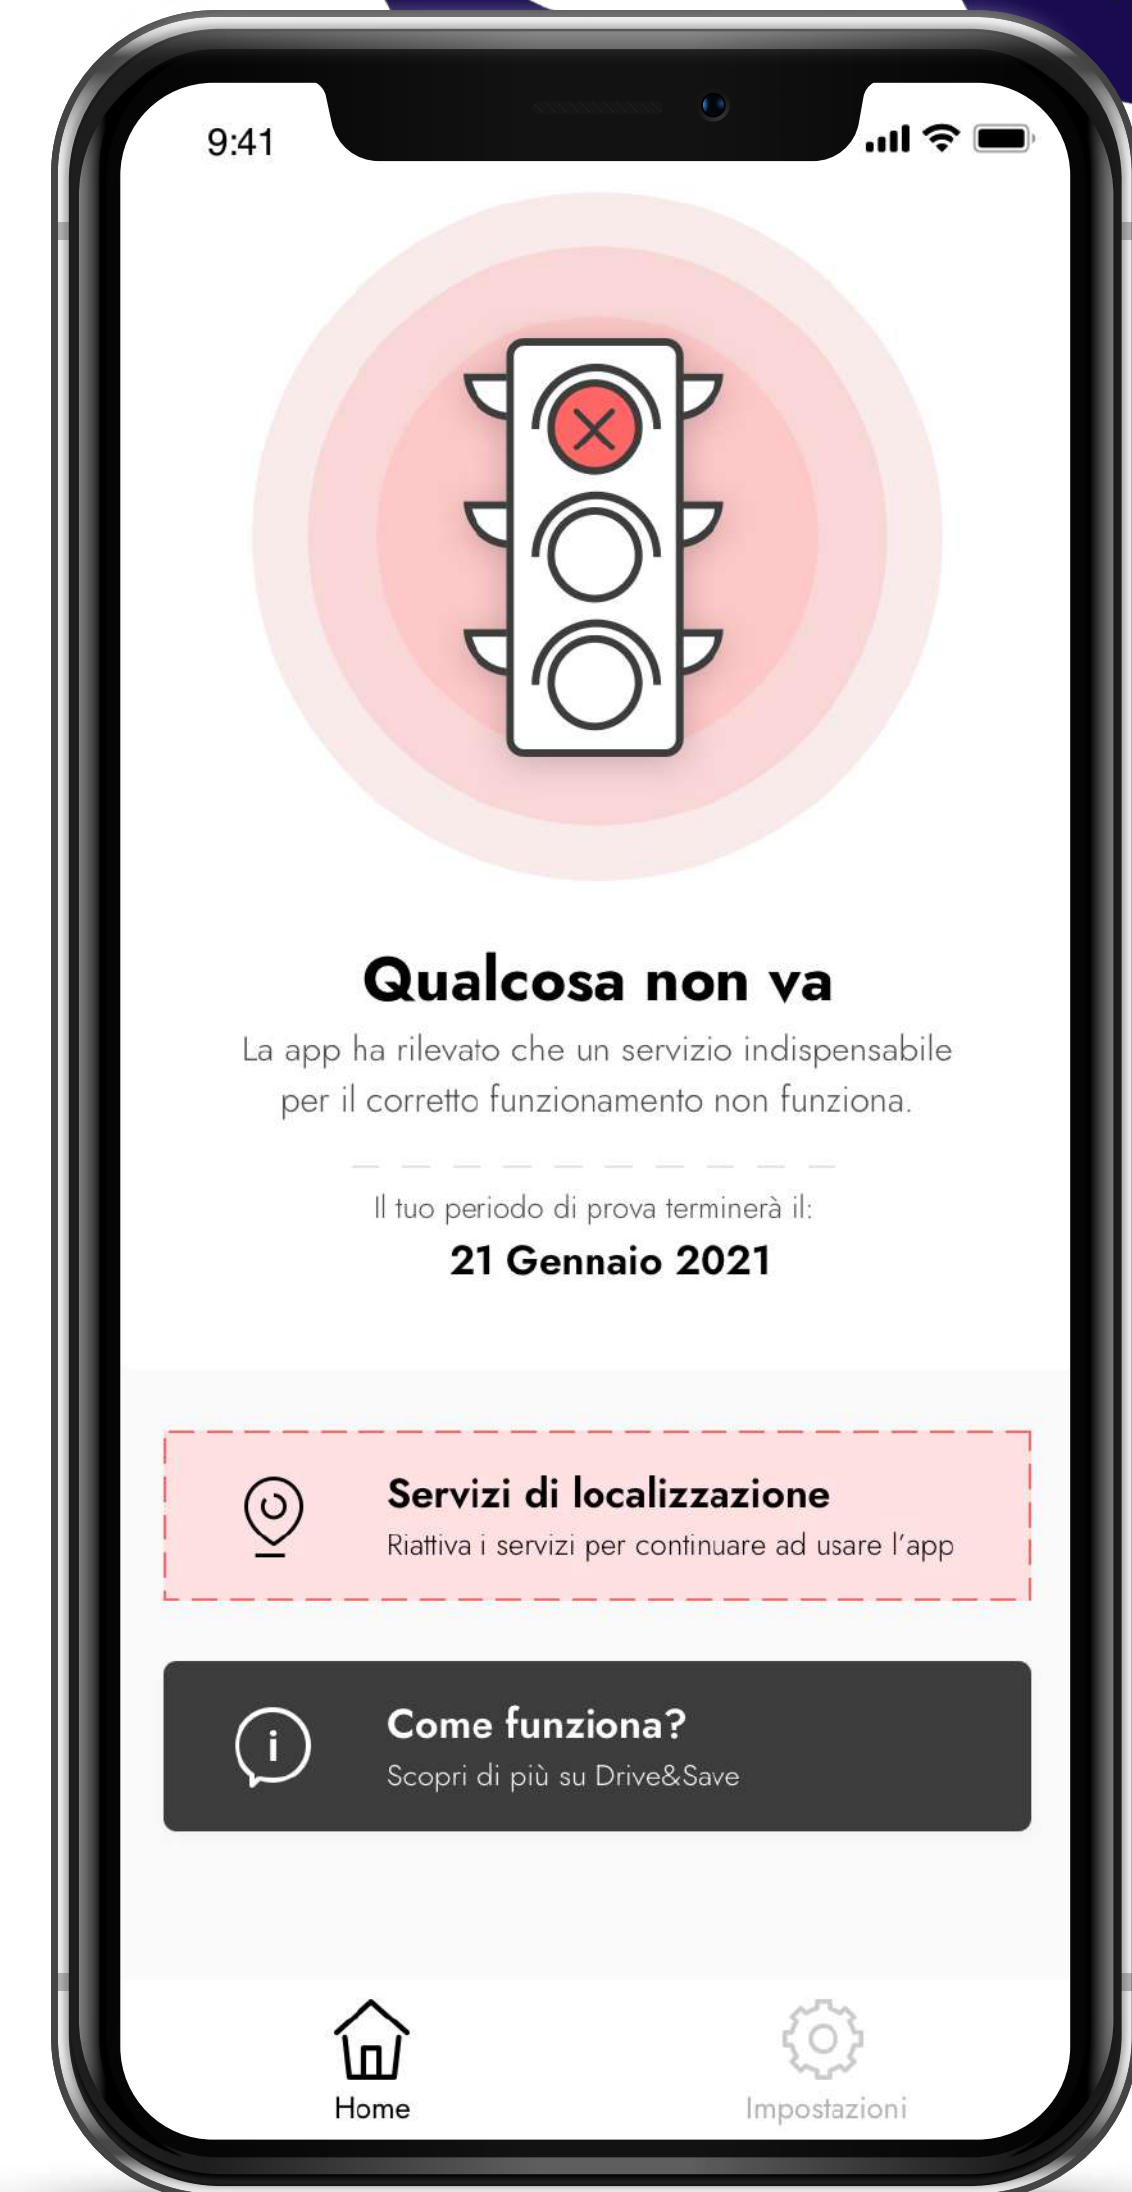 9:41
Qualcosa non va
La app ha rilevato che un servizio indispensabile
per il corretto funzionamento non funziona.
Il tuo periodo di prova terminerà il:
21 Gennaio 2021
Servizi di localizzazione
Riattiva i servizi per continuare ad usare l'app
i
Come funziona?
Scopri di più su Drive&Save
Home
Impostazioni